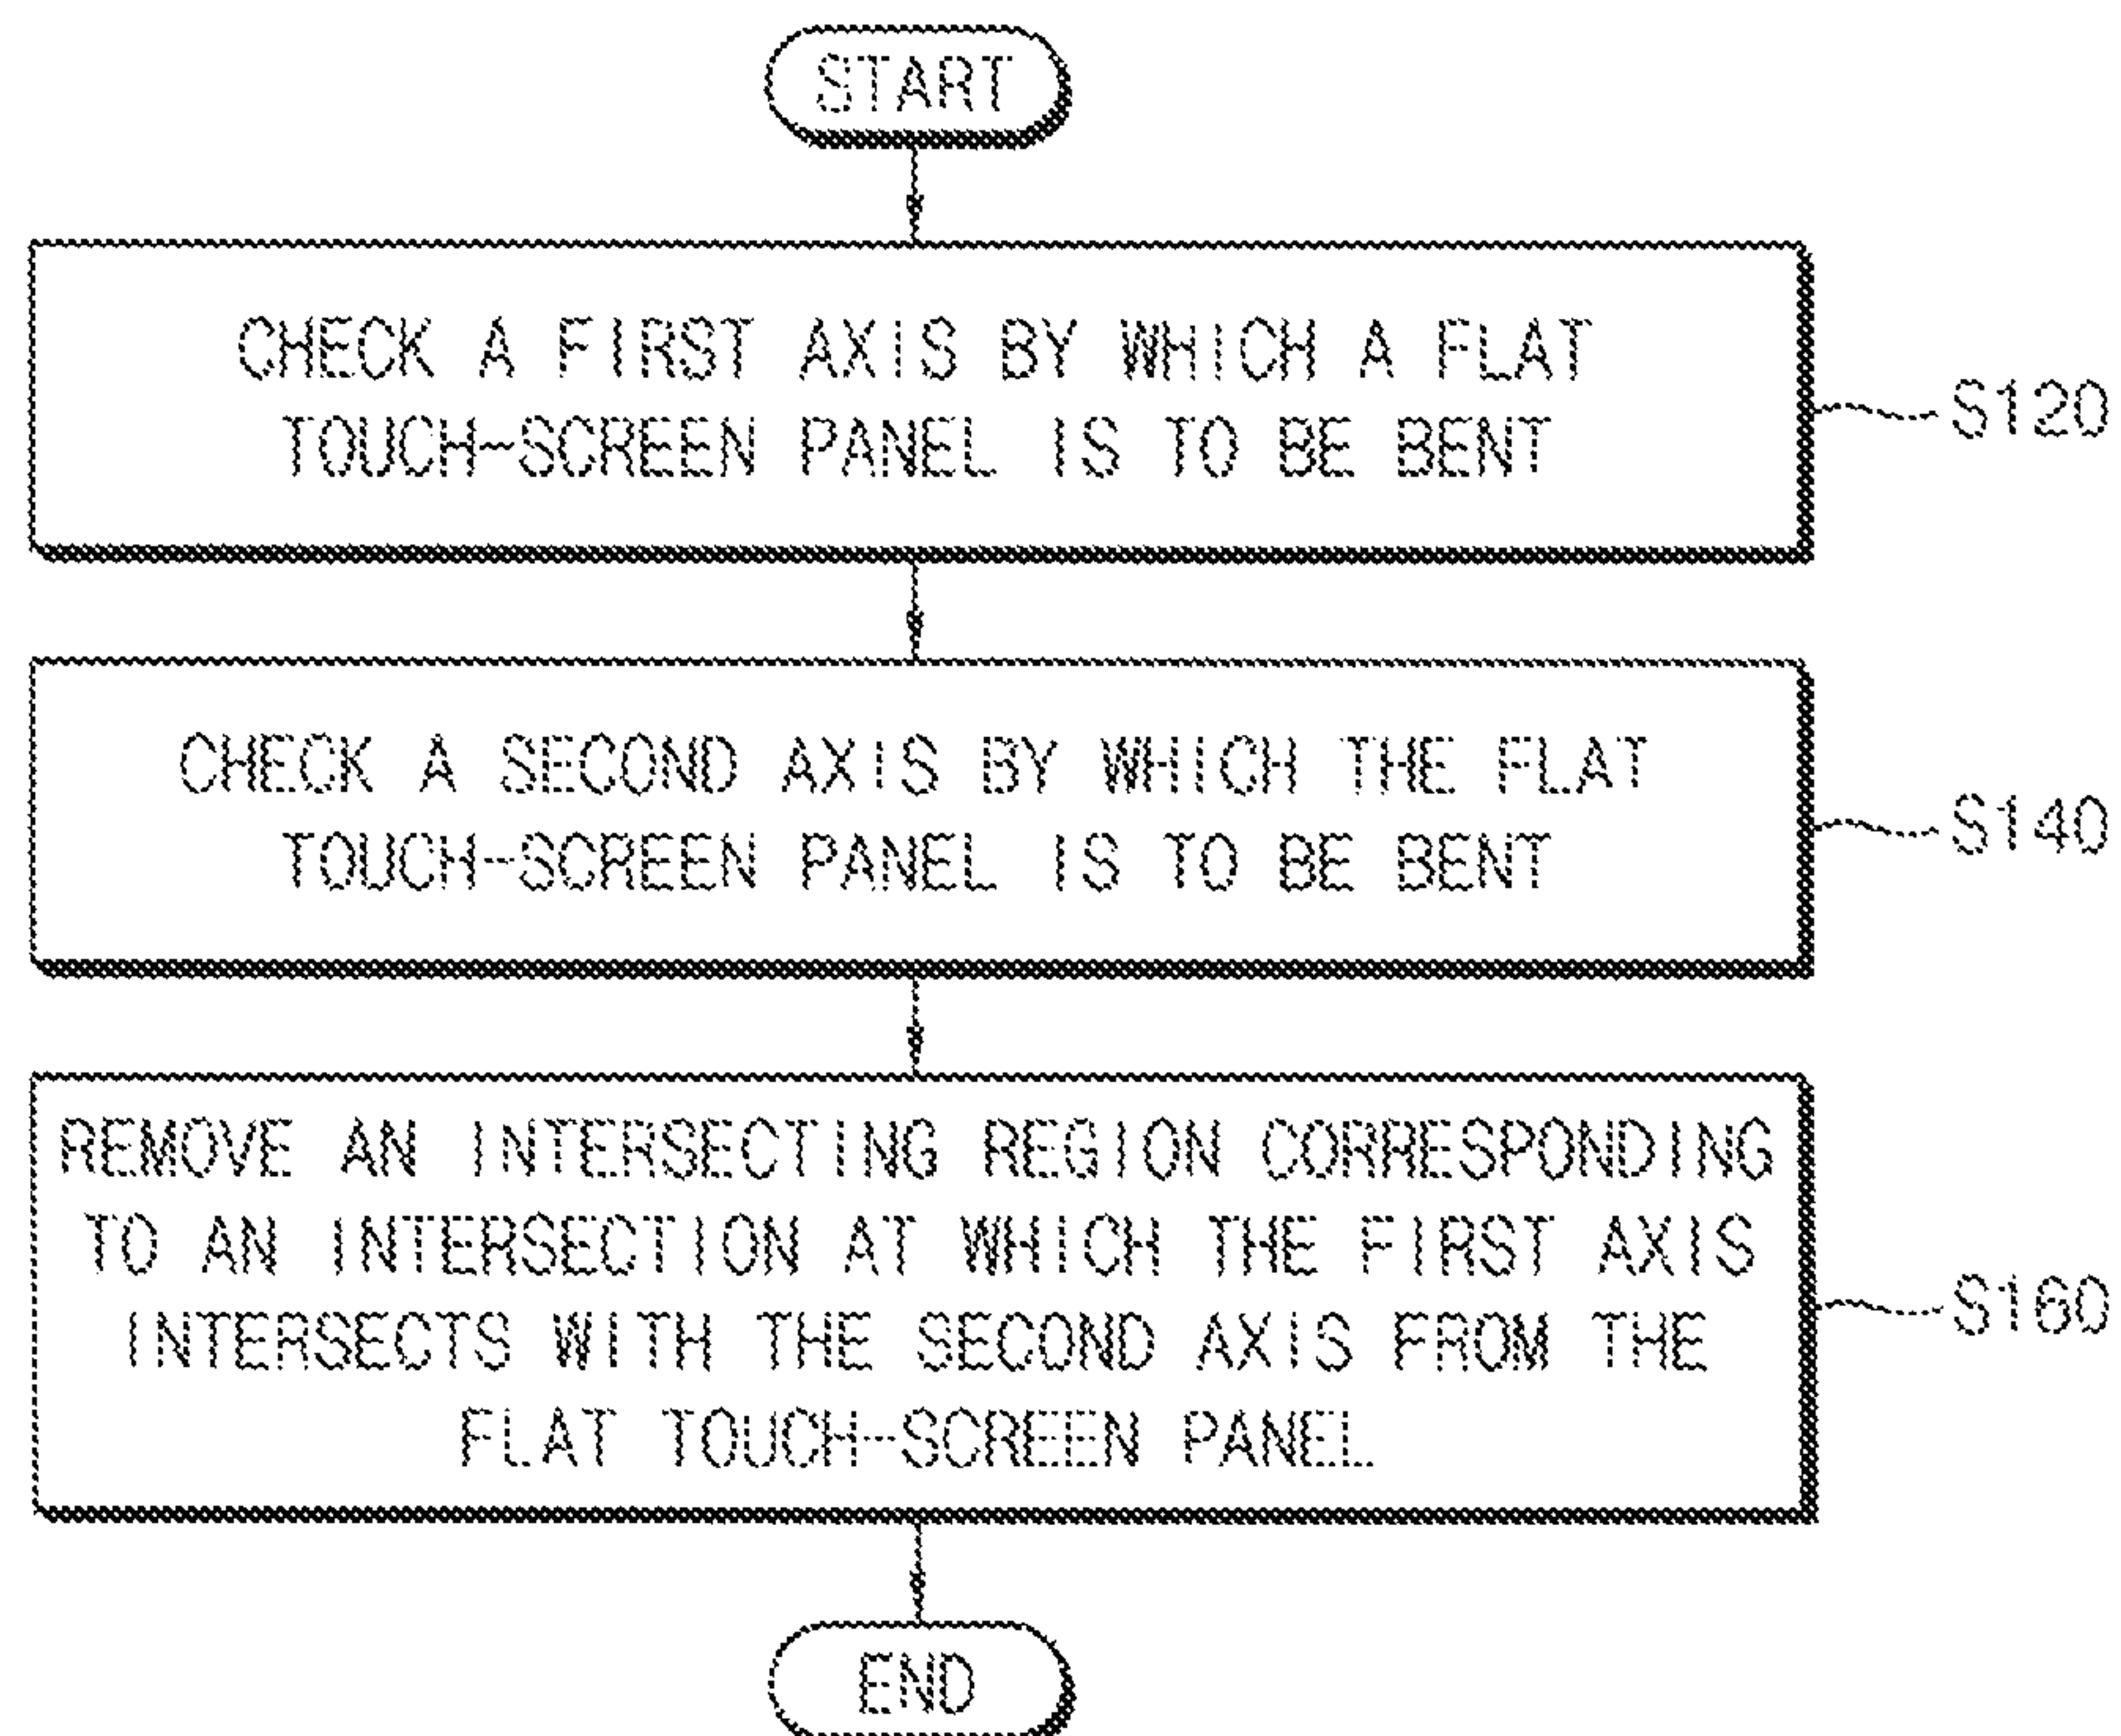 START
CHECK A FIRST AXIS BY WHICH A FLAT
TOUCH-SCREEN PANEL IS TO BE BENT
S120
CHECK A SECOND AXIS BY WHICH THE FLAT
TOUCH-SCREEN PANEL IS TO BE BENT
S140
REMOVE AN INTERSECTING REGION CORRESPONDING
TO AN INTERSECTION AT WHICH THE FIRST AXIS
INTERSECTS WITH THE SECOND AXIS FROM THE
FLAT TOUCH-SCREEN PANEL
S160
END